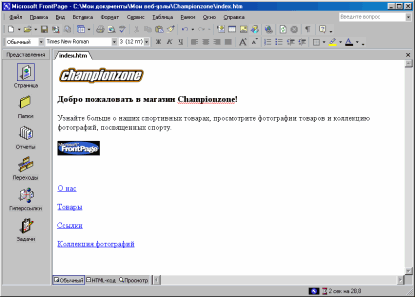 Microsoft FrontPage - C:\Мои документы\Мои веб-узлы\Championzone\index.htm
Файл Правка Вид Вставка Формат Сервис Таблица Рамки Окно Справка
Введите вопрос
Обычный Times New Roman 3 (12 пт) Ж К Ч
Представления
index.htm
championzone
Страница
Добро пожаловать в магазин Championzone!
Узнайте больше о наших спортивных товарах, просмотрите фотографии товаров и коллекцию
фотографий, посвященных спорту.
Папки
Microsoft FrontPage
Отчеты
Переходы
О нас
Гиперссылки
Товары
Ссылки
Задачи
Коллекция фотографий
Обычный HTML-код Просмотр
2 сек на 28,8